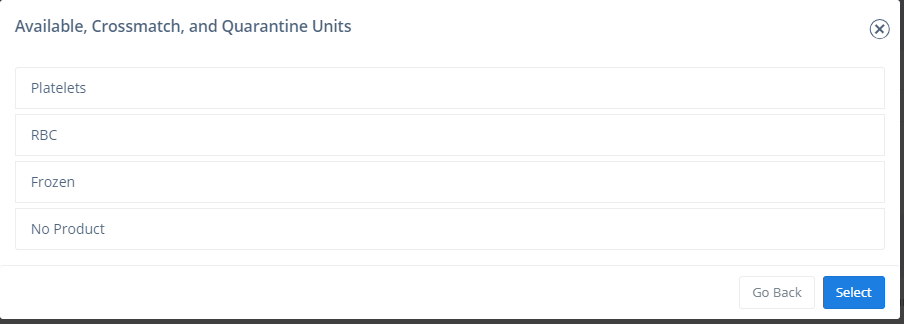 Available, Crossmatch, and Quarantine Units
Platelets
RBC
Frozen
No Product
Go Back
Select